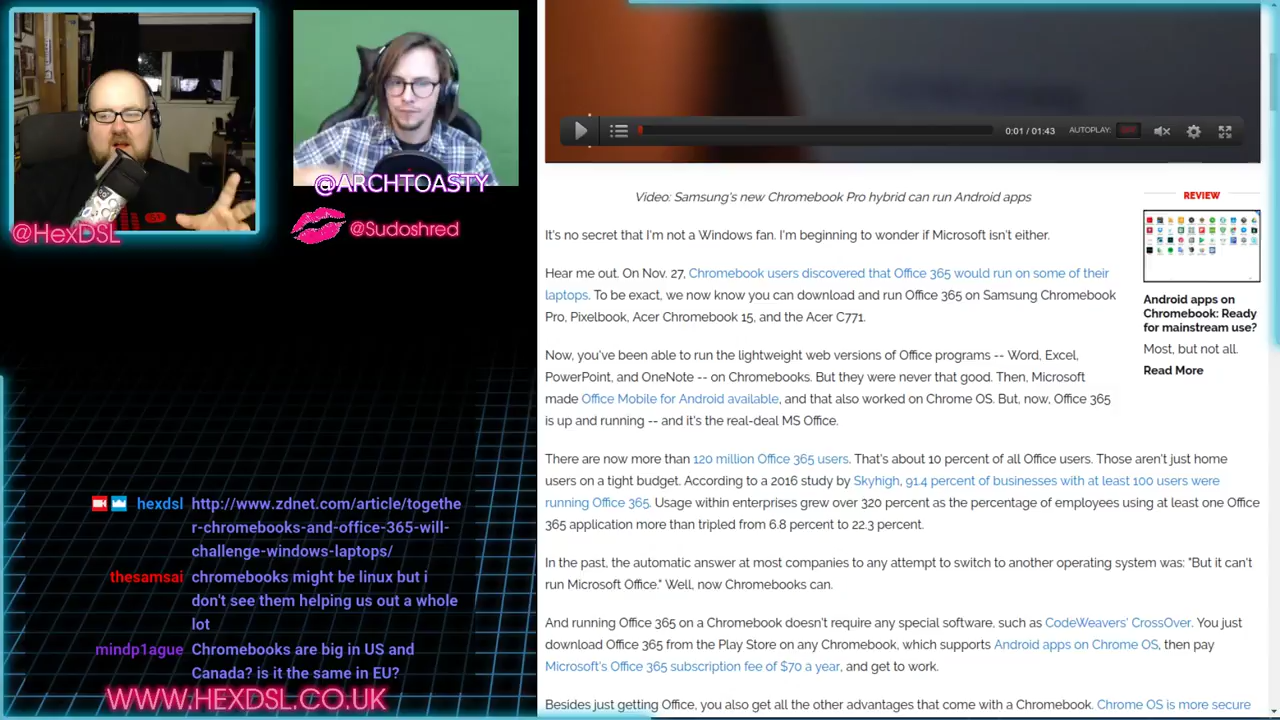 @HexDSL
@ARCHTOASTY
@Sudoshred
hexdsl http://www.zdnet.com/article/togethe
r-chromebooks-and-office-365-will-
challenge-windows-laptops/
thesamsai chromebooks might be linux but i
don't see them helping us out a whole
lot
mindp1ague Chromebooks are big in US and
Canada? is it the same in EU?
WWW.HEXDSL.CO.UK
0:01 / 01:43 AUTOPLAY:
Video: Samsung's new Chromebook Pro hybrid can run Android apps
It's no secret that I'm not a Windows fan. I'm beginning to wonder if Microsoft isn't either.
Hear me out. On Nov. 27, Chromebook users discovered that Office 365 would run on some of their
laptops. To be exact, we now know you can download and run Office 365 on Samsung Chromebook
Pro, Pixelbook, Acer Chromebook 15, and the Acer C771.
Now, you've been able to run the lightweight web versions of Office programs -- Word, Excel,
PowerPoint, and OneNote -- on Chromebooks. But they were never that good. Then, Microsoft
made Office Mobile for Android available, and that also worked on Chrome OS. But, now, Office 365
is up and running -- and it's the real-deal MS Office.
There are now more than 120 million Office 365 users. That's about 10 percent of all Office users. Those aren't just home
users on a tight budget. According to a 2016 study by Skyhigh, 91.4 percent of businesses with at least 100 users were
running Office 365. Usage within enterprises grew over 320 percent as the percentage of employees using at least one Office
365 application more than tripled from 6.8 percent to 22.3 percent.
In the past, the automatic answer at most companies to any attempt to switch to another operating system was: "But it can't
run Microsoft Office." Well, now Chromebooks can.
And running Office 365 on a Chromebook doesn't require any special software, such as CodeWeavers' CrossOver. You just
download Office 365 from the Play Store on any Chromebook, which supports Android apps on Chrome OS, then pay
Microsoft's Office 365 subscription fee of $70 a year, and get to work.
Besides just getting Office, you also get all the other advantages that come with a Chromebook. Chrome OS is more secure
REVIEW
Android apps on
Chromebook: Ready
for mainstream use?
Most, but not all.
Read More